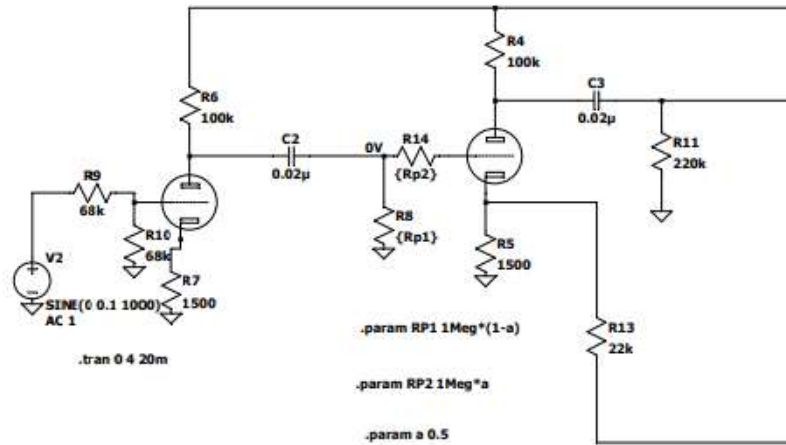 R4
100k
R6
100k
C3
0.02µ
C2
0.02µ
0V
R14
{Rp2}
R11
220k
R9
68k
R10
68k
R8
{Rp1}
R5
1500
V2
R7
1500
SINE(0 0.1 1000)
AC 1
R13
22k
.param RP1 1Meg*(1-a)
.tran 0 4 20m
.param RP2 1Meg*a
.param a 0.5